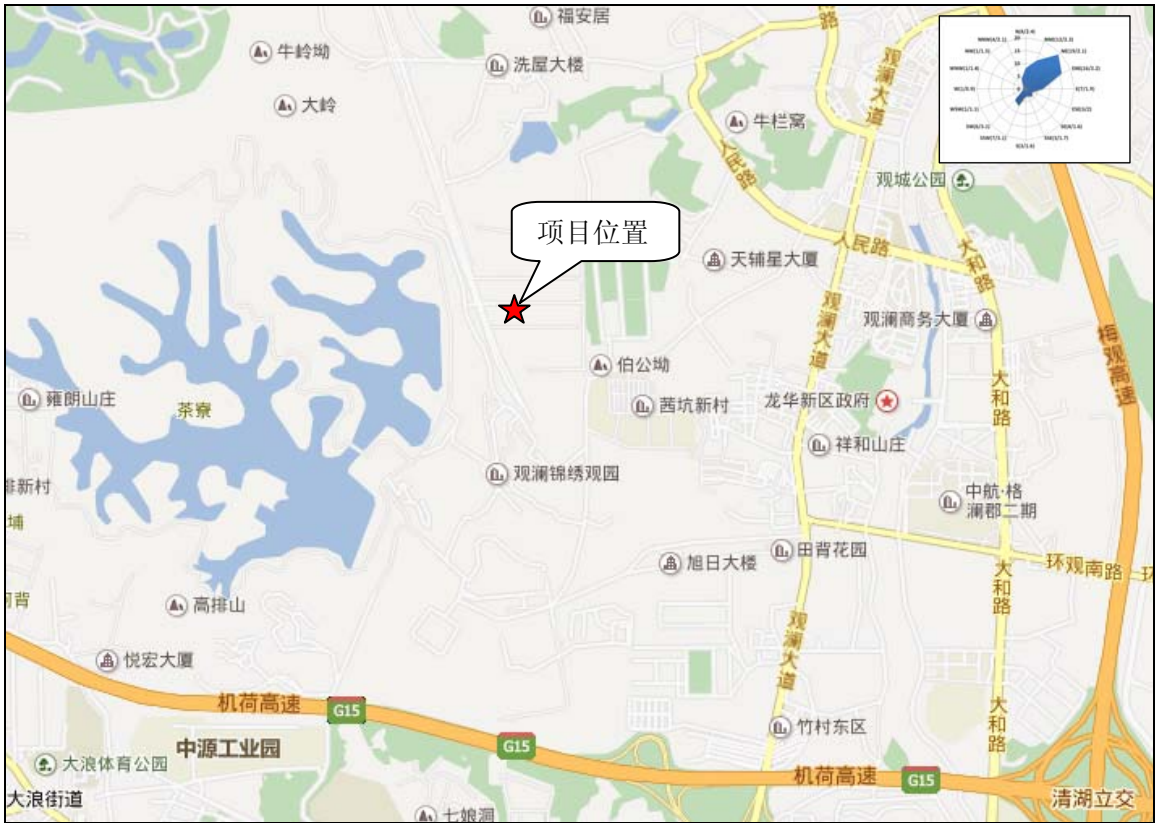 福安居
路
牛岭坳
洗屋大楼
观澜大道
大岭
牛栏窝
人民路
观城公园
项目位置
天辅星大厦
人民路
大和路
观澜大道
观澜商务大厦
梅观高速
伯公坳
雍朗山庄
茶寮
茜坑新村
龙华新区政府
大和路
祥和山庄
观澜锦绣观园
排新村
中航·格
澜郡二期
埔
旭日大楼
田背花园
环观南路
环
大和路
背
高排山
观澜大道
悦宏大厦
机荷高速
G15
大和路
竹村东区
中源工业园
G15
大浪体育公园
机荷高速
G15
大浪街道
清湖立交
七娘洞